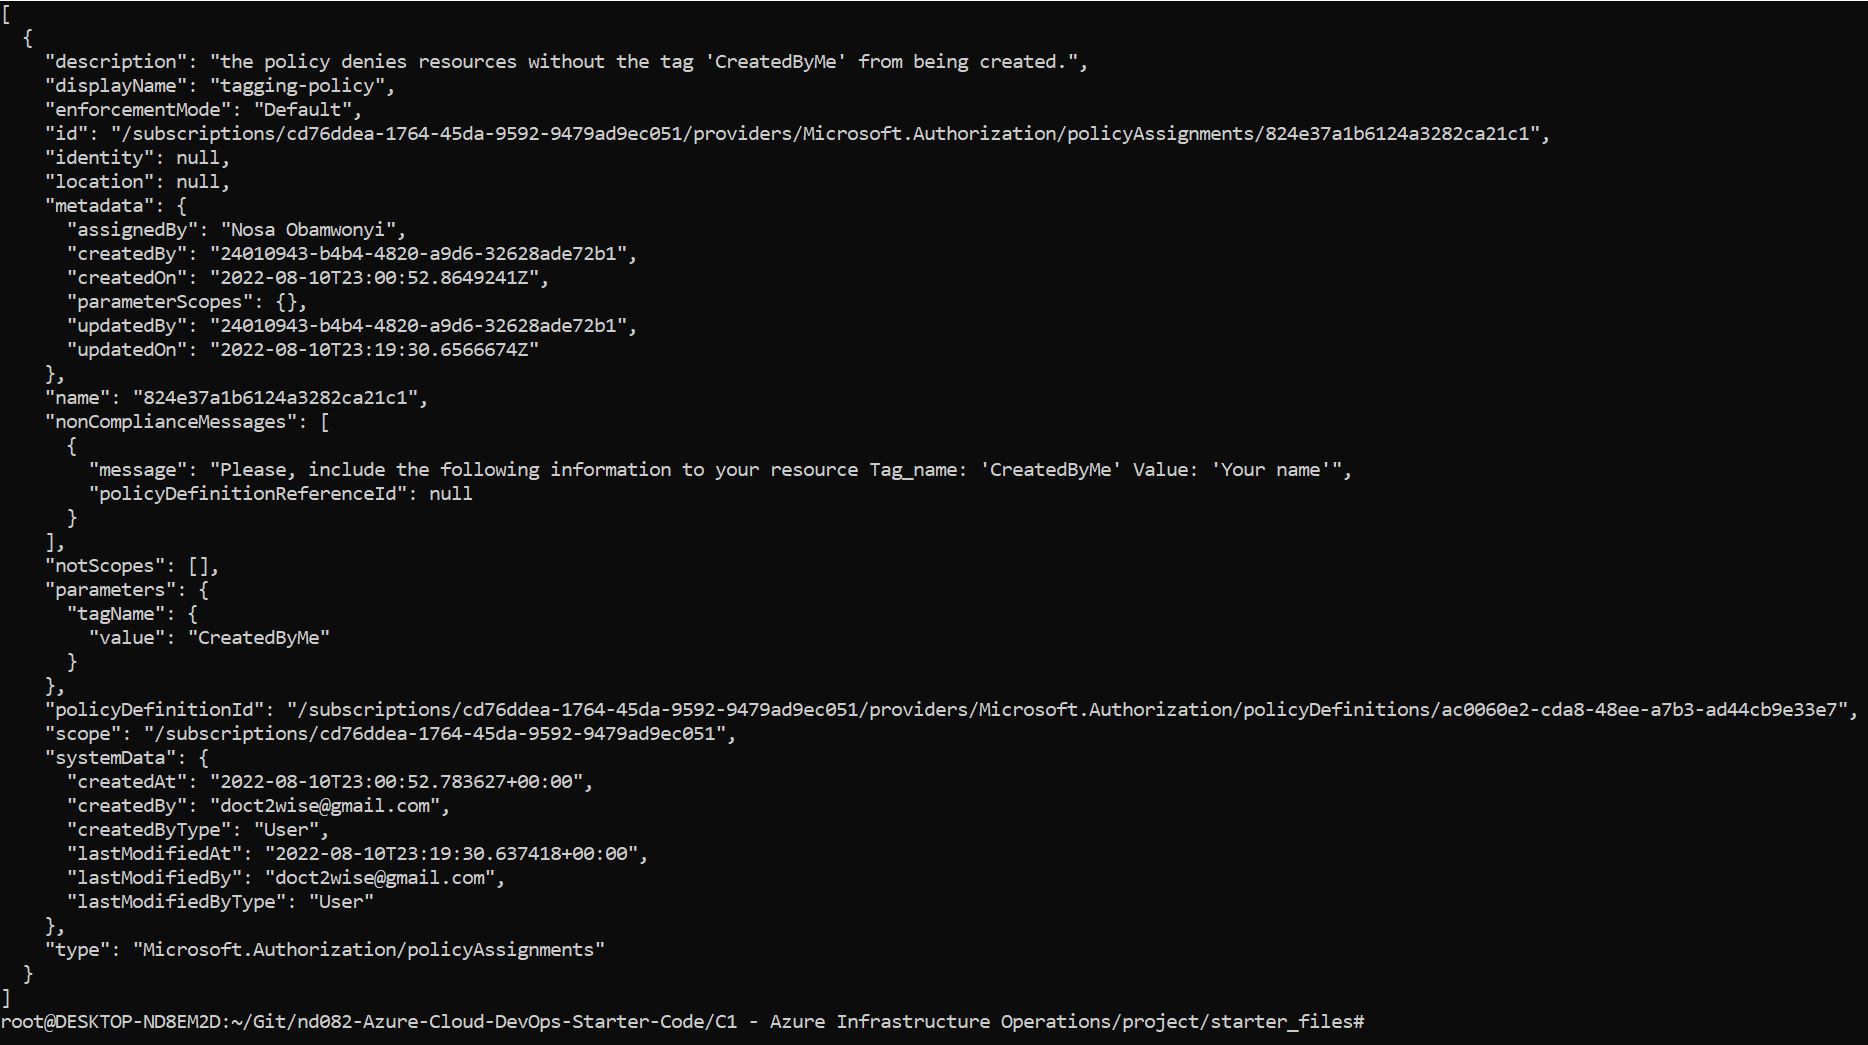 [
  {
    "description": "the policy denies resources without the tag 'CreatedByMe' from being created.",
    "displayName": "tagging-policy",
    "enforcementMode": "Default",
    "id": "/subscriptions/cd76ddea-1764-45da-9592-9479ad9ec051/providers/Microsoft.Authorization/policyAssignments/824e37a1b6124a3282ca21c1",
    "identity": null,
    "location": null,
    "metadata": {
      "assignedBy": "Nosa Obamwonyi",
      "createdBy": "24010943-b4b4-4820-a9d6-32628ade72b1",
      "createdOn": "2022-08-10T23:00:52.8649241Z",
      "parameterScopes": {},
      "updatedBy": "24010943-b4b4-4820-a9d6-32628ade72b1",
      "updatedOn": "2022-08-10T23:19:30.6566674Z"
    },
    "name": "824e37a1b6124a3282ca21c1",
    "nonComplianceMessages": [
      {
        "message": "Please, include the following information to your resource Tag_name: 'CreatedByMe' Value: 'Your name'",
        "policyDefinitionReferenceId": null
      }
    ],
    "notScopes": [],
    "parameters": {
      "tagName": {
        "value": "CreatedByMe"
      }
    },
    "policyDefinitionId": "/subscriptions/cd76ddea-1764-45da-9592-9479ad9ec051/providers/Microsoft.Authorization/policyDefinitions/ac0060e2-cda8-48ee-a7b3-ad44cb9e33e7",
    "scope": "/subscriptions/cd76ddea-1764-45da-9592-9479ad9ec051",
    "systemData": {
      "createdAt": "2022-08-10T23:00:52.783627+00:00",
      "createdBy": "doct2wise@gmail.com",
      "createdByType": "User",
      "lastModifiedAt": "2022-08-10T23:19:30.637418+00:00",
      "lastModifiedBy": "doct2wise@gmail.com",
      "lastModifiedByType": "User"
    },
    "type": "Microsoft.Authorization/policyAssignments"
  }
]
root@DESKTOP-ND8EM2D:~/Git/nd082-Azure-Cloud-DevOps-Starter-Code/C1 - Azure Infrastructure Operations/project/starter_files#